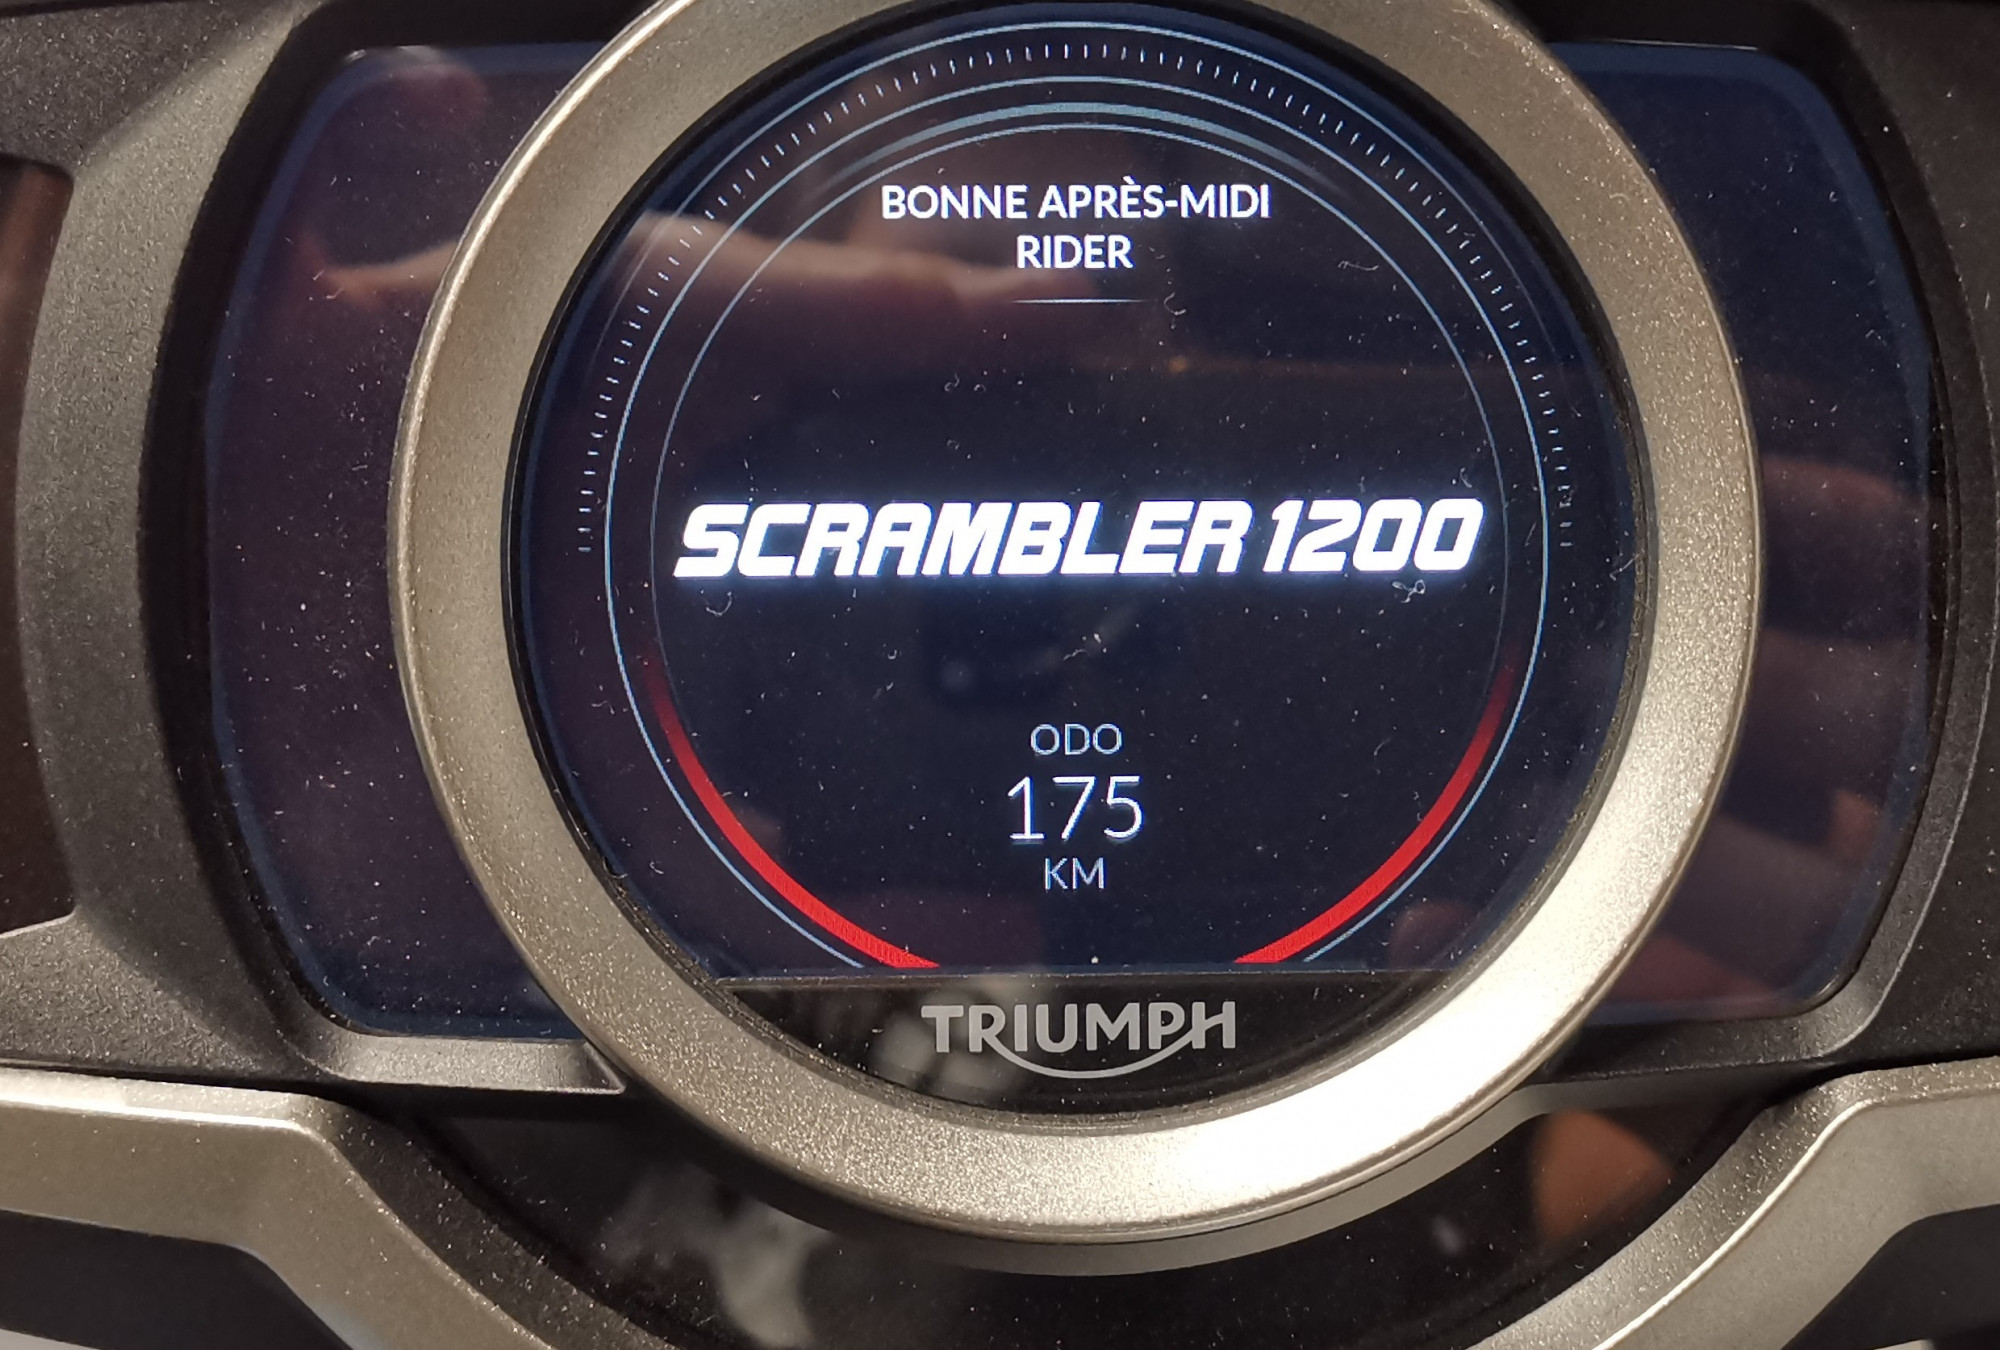 BONNE APRÈS-MIDI
RIDER
SCRAMBLER 1200
ODO
175
KM
TRIUMPH